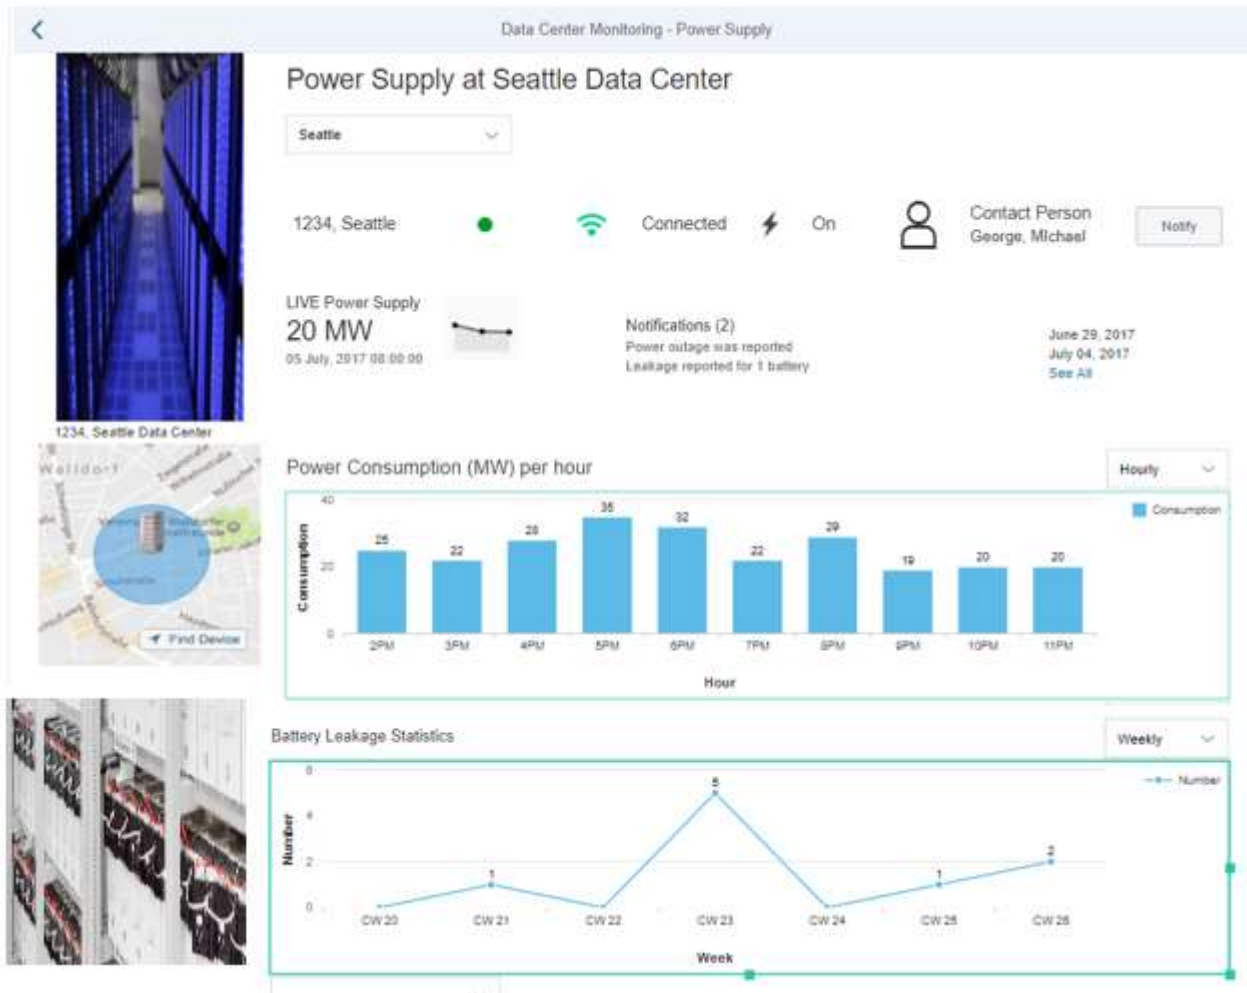 Data Center Monitoring - Power Supply
Power Supply at Seattle Data Center
Seattle
1234, Seattle
Connected
On
Contact Person
George, Michael
Notify
LIVE Power Supply
20 MW
05 July, 2017 08:00:00
Notifications (2)
Power outage was reported
Leakage reported for 1 battery
June 29, 2017
July 04, 2017
See All
1234, Seattle Data Center
Walldorf
Find Device
Power Consumption (MW) per hour
Hourly
Consumption
Consumption
40
20
0
25
22
28
35
32
22
29
19
20
20
2PM
3PM
4PM
5PM
6PM
7PM
8PM
9PM
10PM
11PM
Hour
Battery Leakage Statistics
Weekly
Number
Number
6
4
2
0
1
5
1
2
CW 20
CW 21
CW 22
CW 23
CW 24
CW 25
CW 26
Week